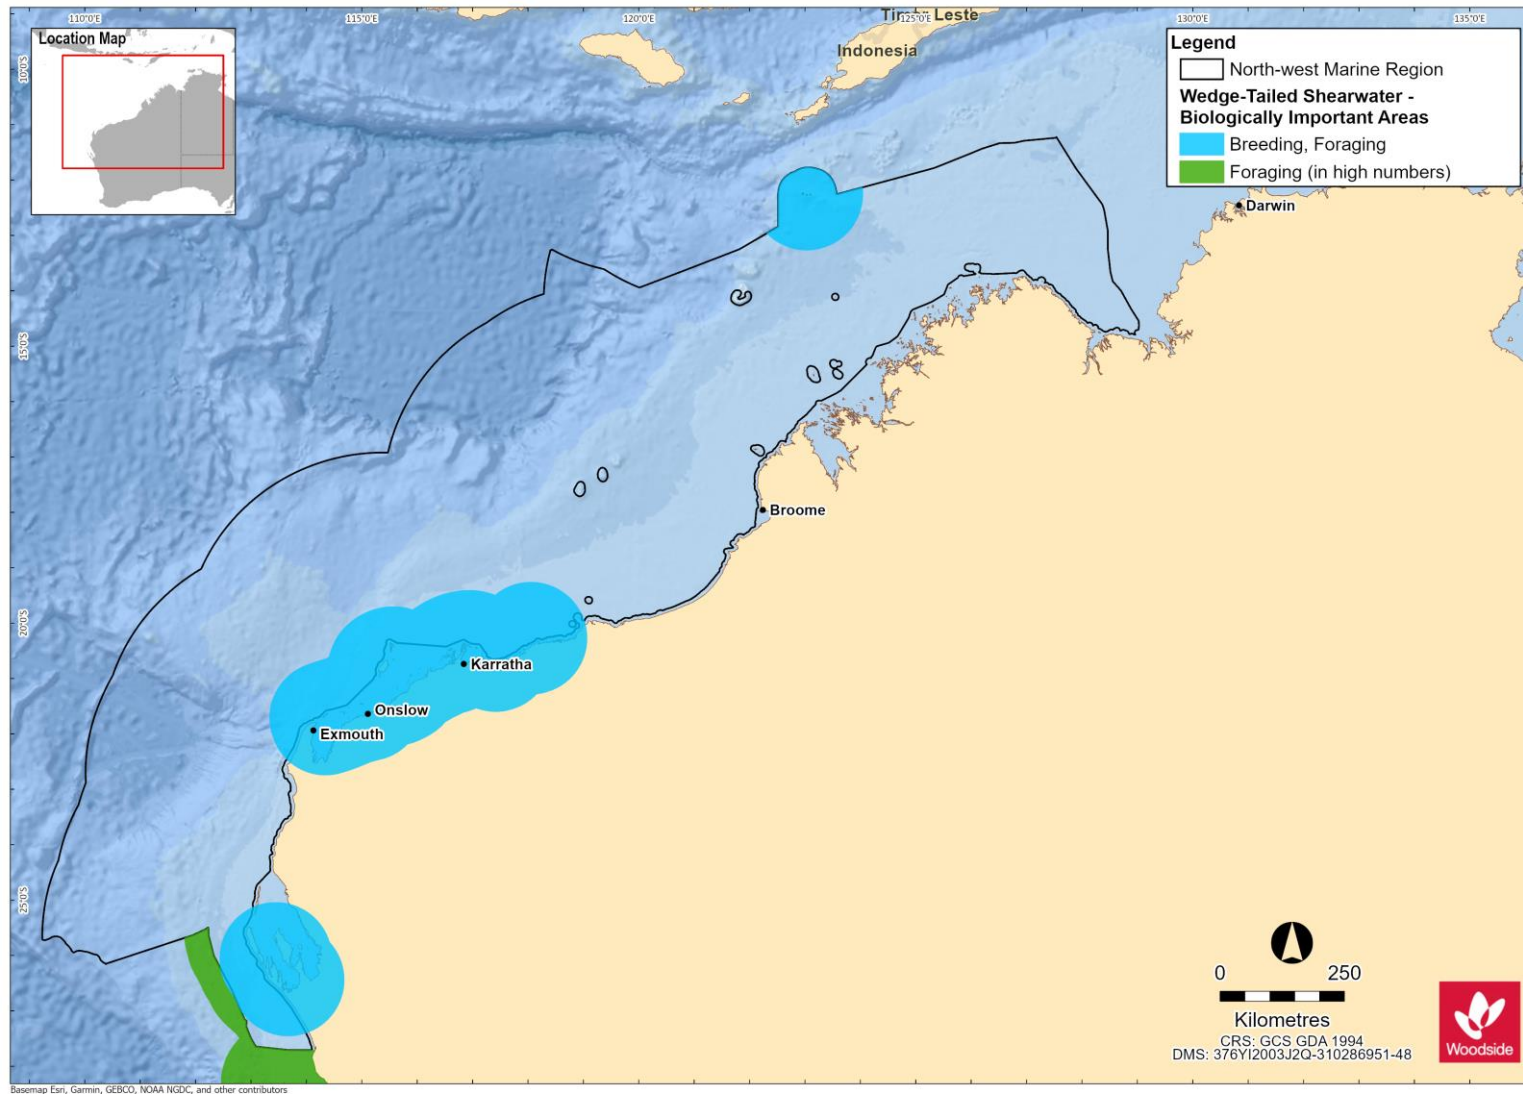 110°0'E
115°0'E
120°0'E
125°0'E
130°0'E
135°0'E
10°0'S
15°0'S
20°0'S
25°0'S
Location Map
Timor Leste
Indonesia
Legend
North-west Marine Region
Wedge-Tailed Shearwater -
Biologically Important Areas
Breeding, Foraging
Foraging (in high numbers)
Darwin
Broome
Karratha
Onslow
Exmouth
0 250
Kilometres
CRS: GCS GDA 1994
DMS: 376YI2003J2Q-310286951-48
Woodside
Basemap Esri, Garmin, GEBCO, NOAA NGDC, and other contributors